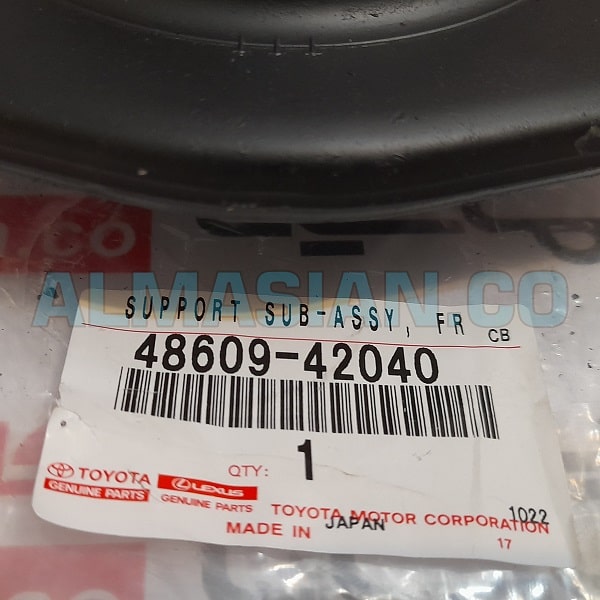 ALMASIAN.CO
SUPPORT SUB-ASSY, FR CB
48609-42040
QTY: 1
TOYOTA
GENUINE PARTS
LEXUS
GENUINE PARTS
TOYOTA MOTOR CORPORATION
1022
MADE IN JAPAN
17